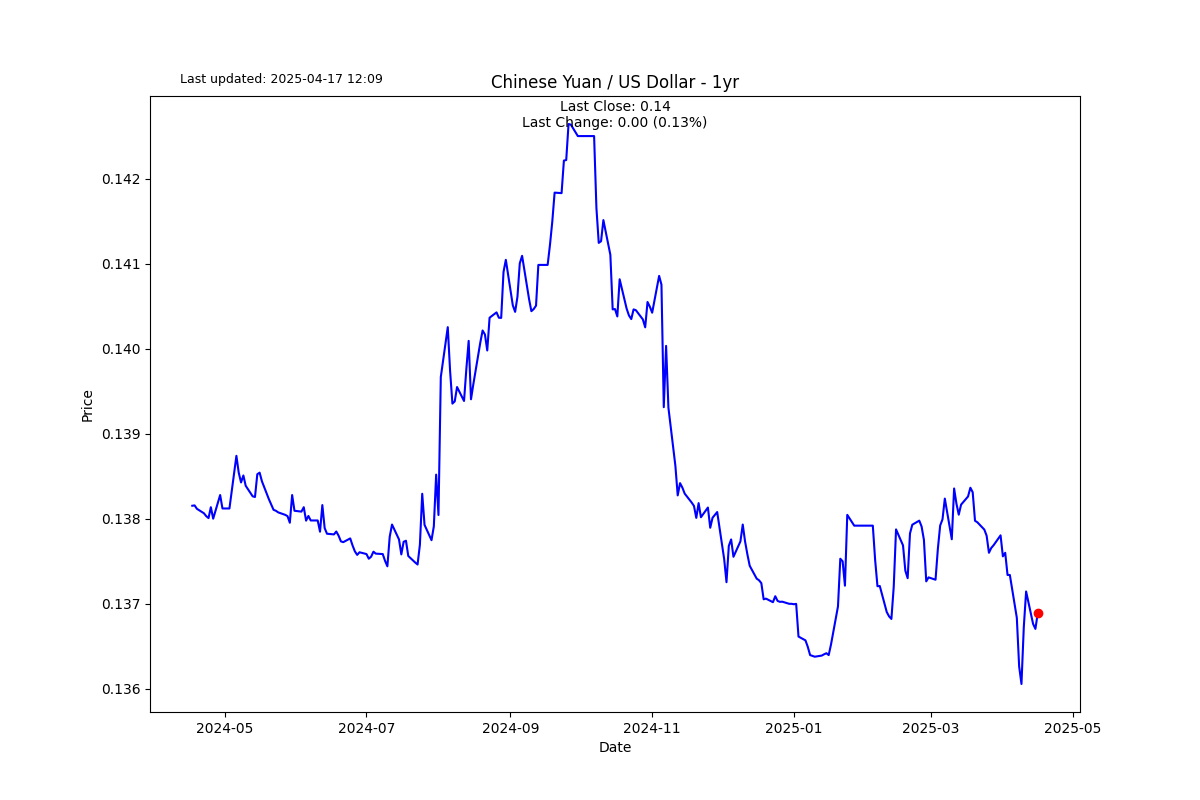 Last updated: 2025-04-17 12:09
Chinese Yuan / US Dollar - 1yr
Last Close: 0.14
Last Change: 0.00 (0.13%)
0.142
0.141
0.140
0.139
0.138
0.137
0.136
Price
2024-05
2024-07
2024-09
2024-11
2025-01
2025-03
2025-05
Date